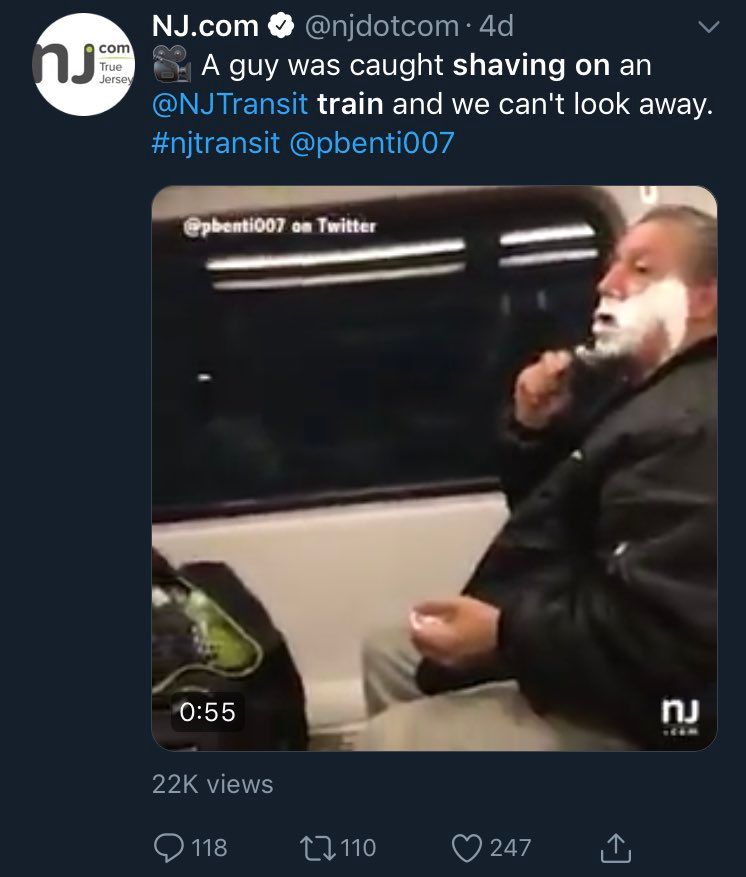 NJ.com @njdotcom · 4d
nj com
True
Jersey
A guy was caught shaving on an
@NJTransit train and we can't look away.
#njtransit @pbenti007
@pbenti007 on Twitter
0:55
nj
.com
22K views
118 110 247